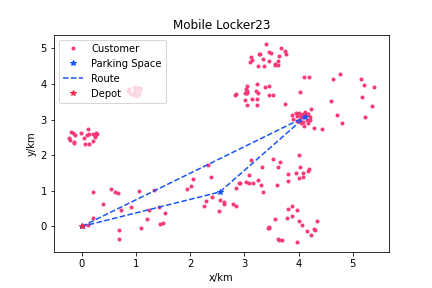 Mobile Locker23
Customer
Parking Space
Route
Depot
y/km
5
4
3
2
1
0
0 1 2 3 4 5
x/km